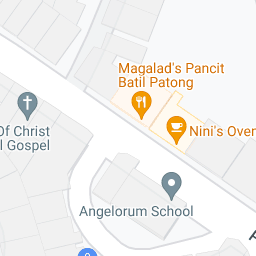 Magalad's Pancit
Batil Patong
Nini's Oven
Of Christ
l Gospel
Angelorum School